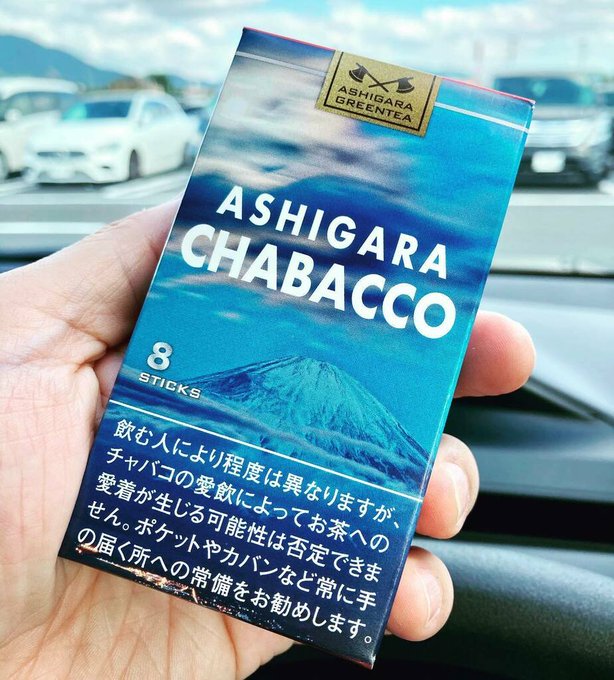 ASHIGARA
GREENTEA
ASHIGARA
CHABACCO
8
STICKS
飲む人により程度は異なりますが、
チャバコの愛飲によってお茶への
愛着が生じる可能性は否定できま
せん。ポケットやカバンなど常に手
の届く所への常備をお勧めします。